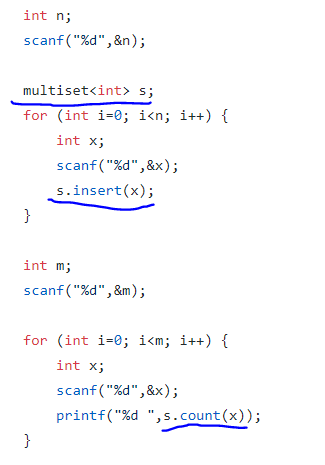 int n;
scanf("%d",&n);
multiset<int> s;
for (int i=0; i<n; i++) {
int x;
scanf("%d",&x);
s.insert(x);
}
int m;
scanf("%d",&m);
for (int i=0; i<m; i++) {
int x;
scanf("%d",&x);
printf("%d ",s.count(x));
}